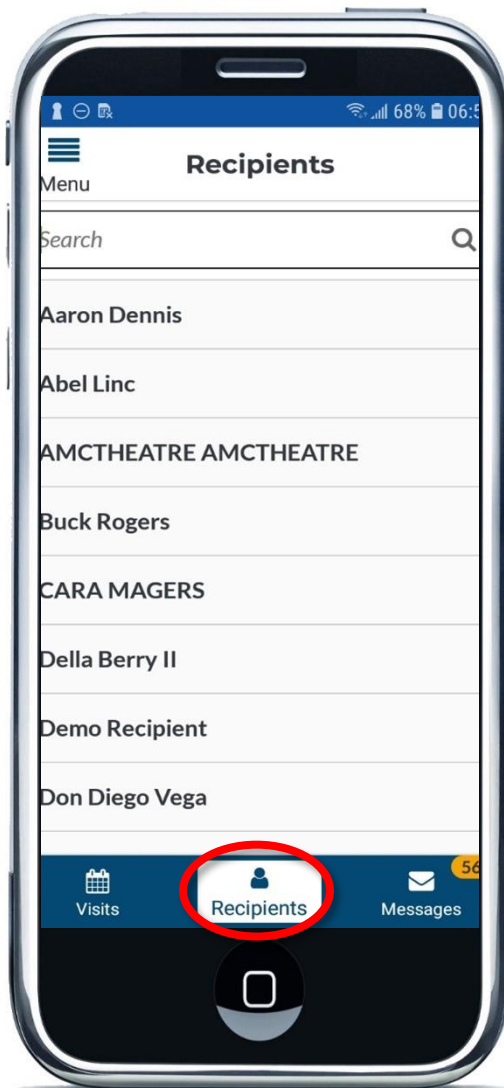 68% 06:5
Menu
Recipients
Search
Aaron Dennis
Abel Linc
AMCTHEATRE AMCTHEATRE
Buck Rogers
CARA MAGERS
Della Berry II
Demo Recipient
Don Diego Vega
Visits
Recipients
Messages
56